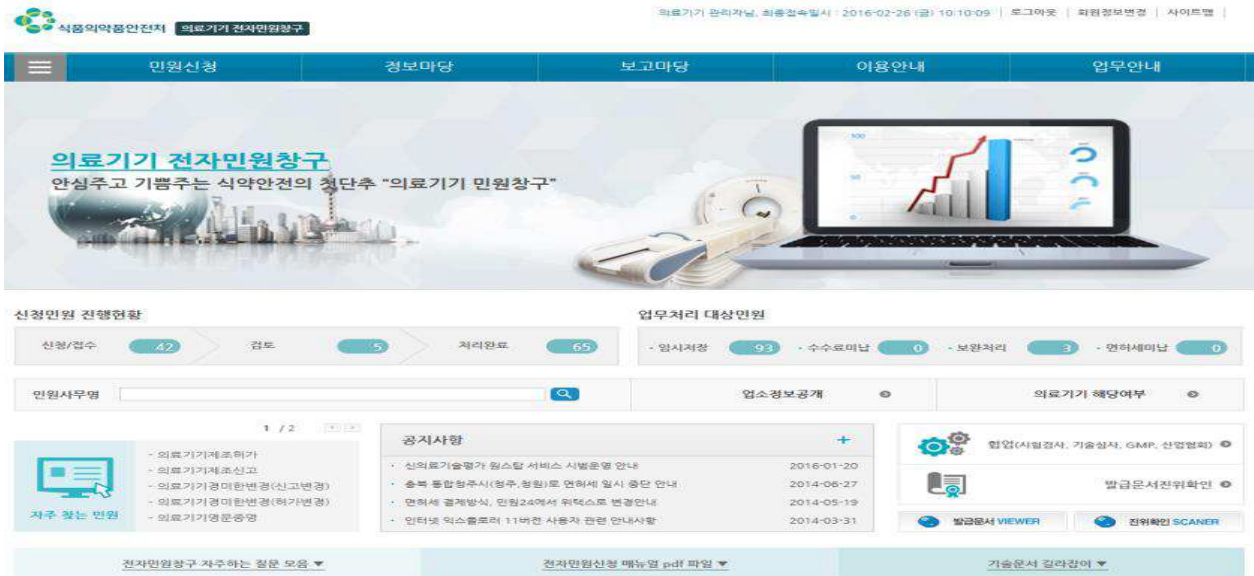 식품의약품안전처 의료기기 전자민원창구
의료기기 관리자님, 최종접속일시 : 2016-02-26 (금) 10:10:09 | 로그아웃 | 회원정보변경 | 사이트맵 |
민원신청 정보마당 보고마당 이용안내 업무안내
의료기기 전자민원창구
안심주고 기쁨주는 식약안전의 첫단추 "의료기기 민원창구"
100
50
0
신청민원 진행현황
신청/접수 42 검토 5 처리완료 65
업무처리 대상민원
· 임시저장 93 · 수수료미납 0 · 보완처리 3 · 면허세미납 0
민원사무명
업소정보공개
의료기기 해당여부
1 / 2
자주 찾는 민원
- 의료기기제조허가
- 의료기기제조신고
- 의료기기경미한변경(신고변경)
- 의료기기경미한변경(허가변경)
- 의료기기영문증명
공지사항 +
· 신의료기술평가 원스탑 서비스 시범운영 안내 2016-01-20
· 충북 통합청주시(청주,청원)로 면허세 일시 중단 안내 2014-06-27
· 면허세 결제방식, 민원24에서 위택스로 변경안내 2014-05-19
· 인터넷 익스플로러 11버전 사용자 관련 안내사항 2014-03-31
협업(시험검사, 기술심사, GMP, 산업협회)
발급문서진위확인
발급문서 VIEWER
진위확인 SCANER
전자민원창구 자주하는 질문 모음 ▼
전자민원신청 매뉴얼 pdf 파일 ▼
기술문서 길라잡이 ▼